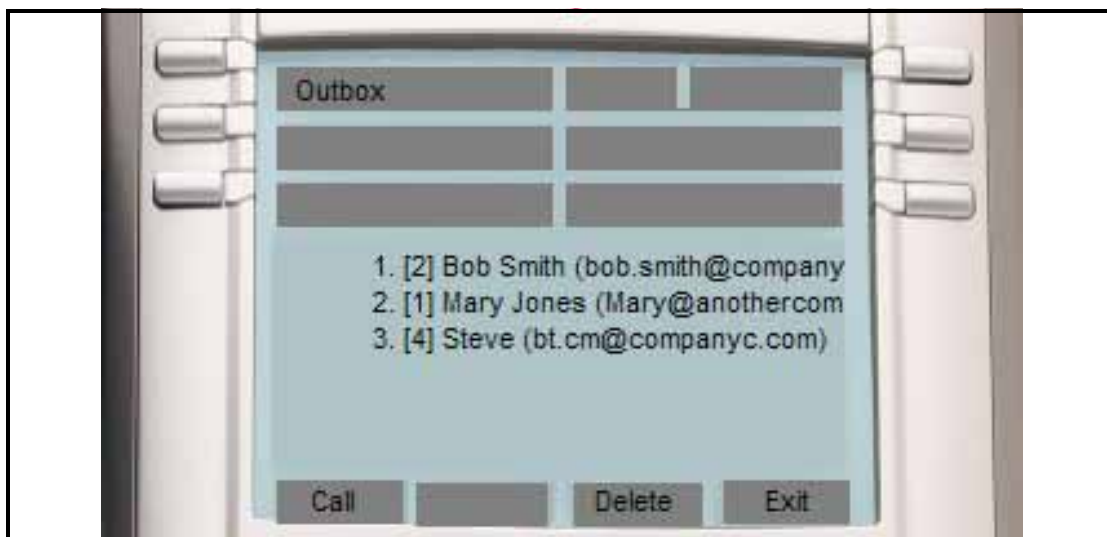 Outbox
1. [2] Bob Smith (bob.smith@company
2. [1] Mary Jones (Mary@anothercom
3. [4] Steve (bt.cm@companyc.com)
Call Delete Exit